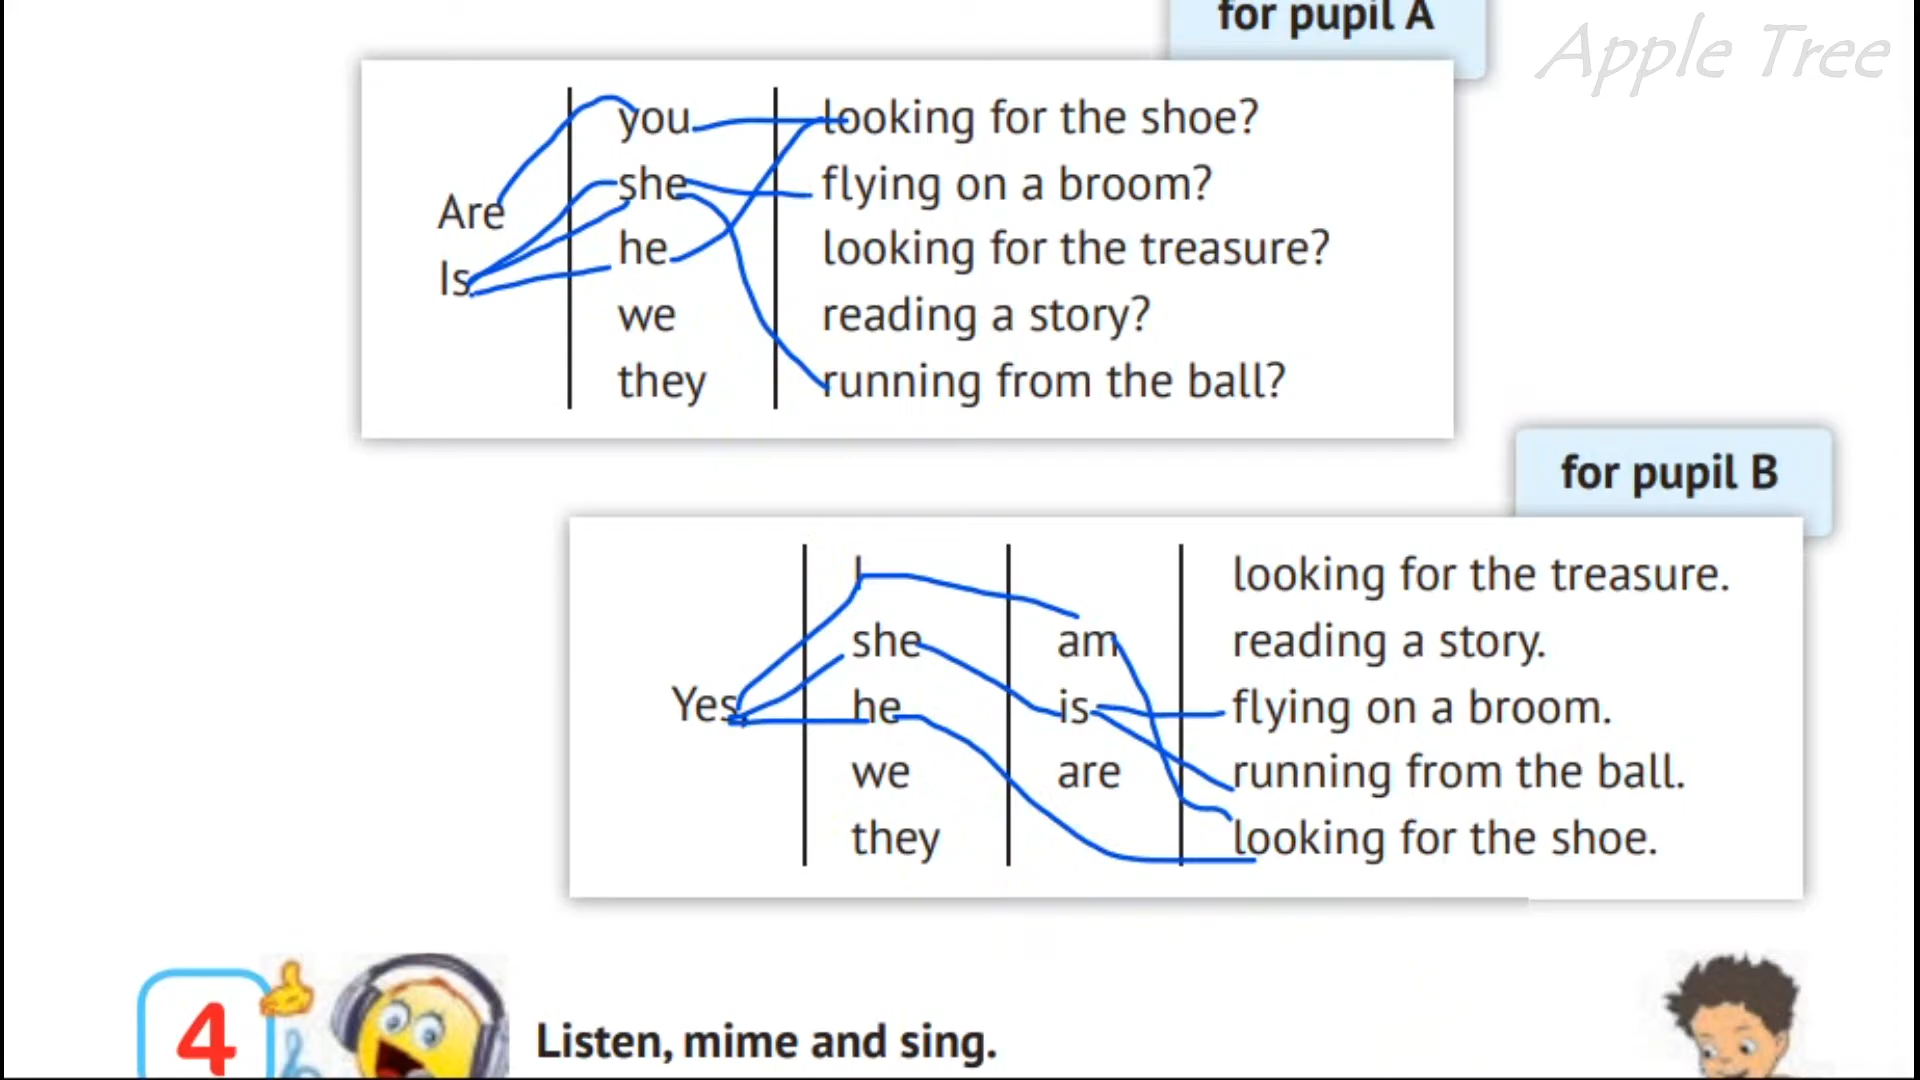 for pupil A
Apple Tree
you looking for the shoe?
she flying on a broom?
Are
he looking for the treasure?
Is
we reading a story?
they running from the ball?
for pupil B
I looking for the treasure.
she am reading a story.
Yes, he is flying on a broom.
we are running from the ball.
they looking for the shoe.
4 Listen, mime and sing.